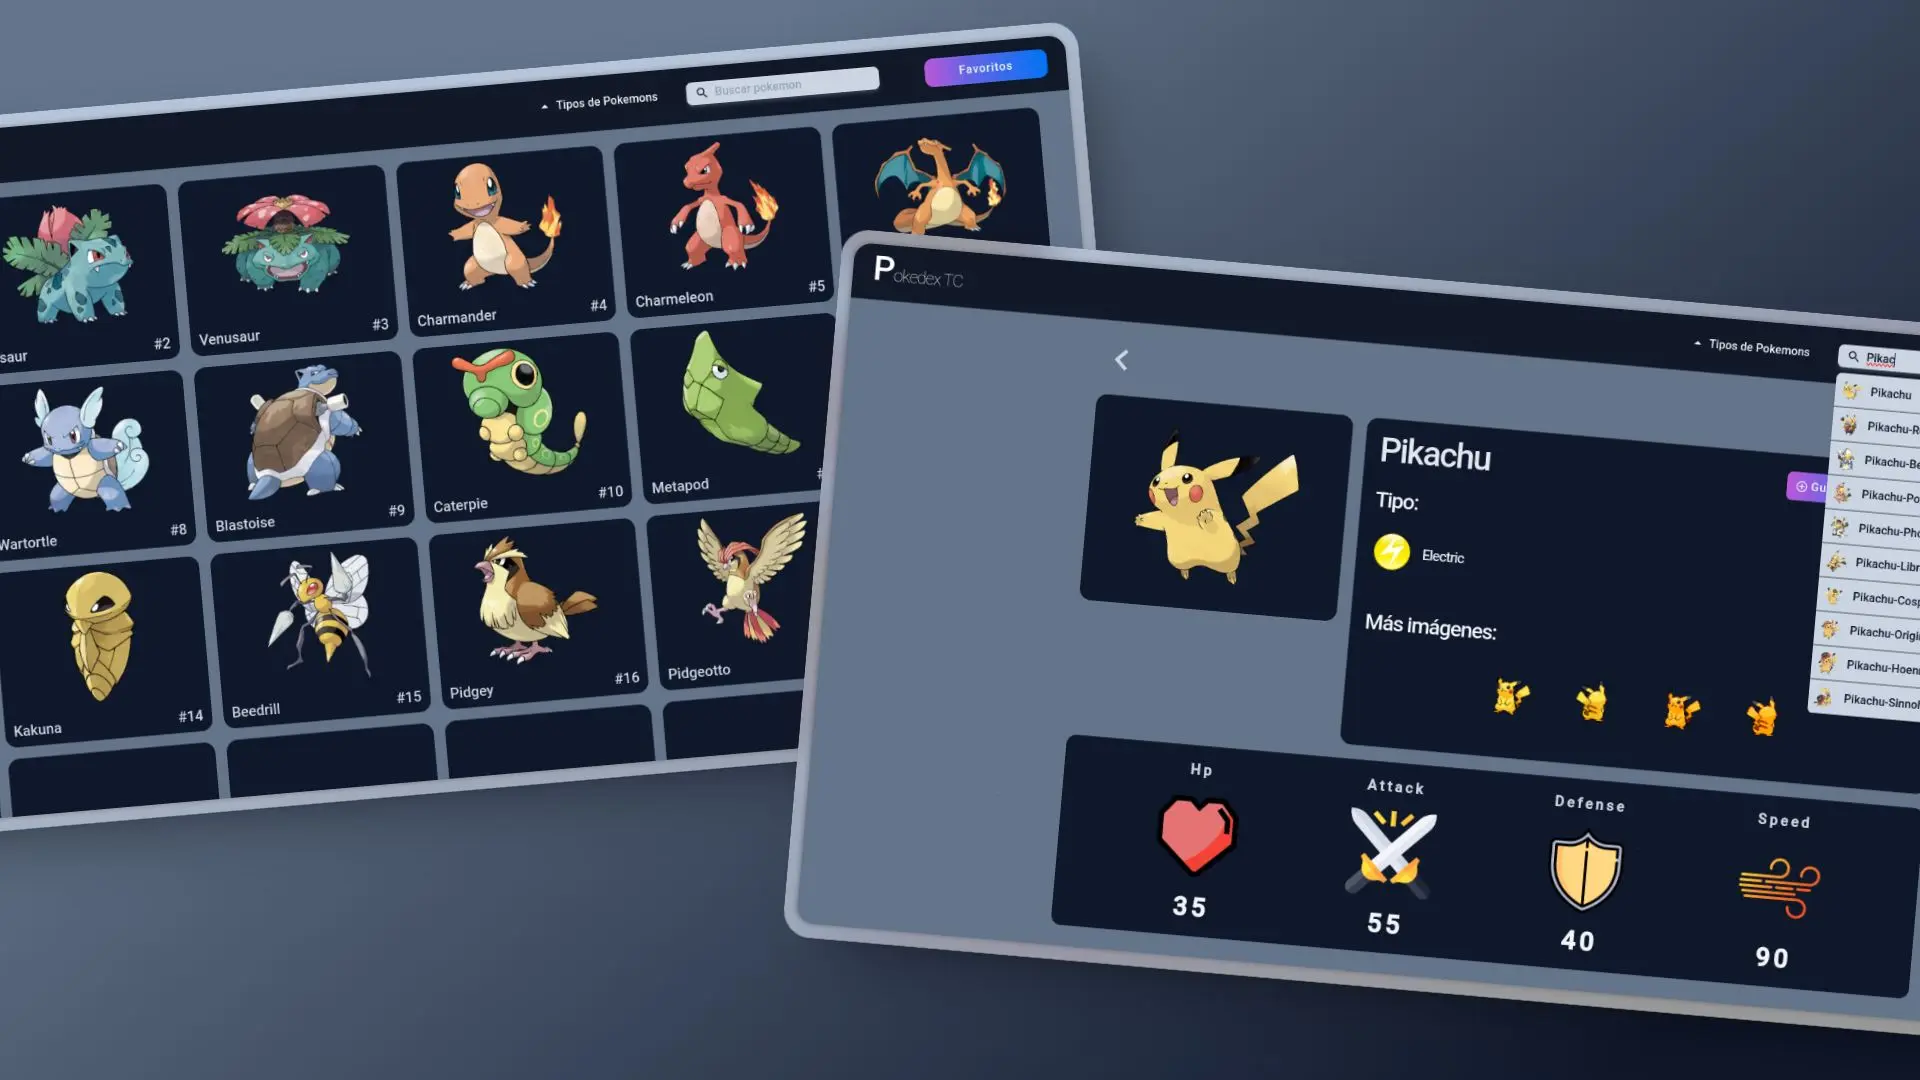 Tipos de Pokemons
Buscar pokemon
Favoritos
saur
#2
Venusaur
#3
Charmander
#4
Charmeleon
#5
Wartortle
#8
Blastoise
#9
Caterpie
#10
Metapod
#
Kakuna
#14
Beedrill
#15
Pidgey
#16
Pidgeotto
Pokedex TC
Tipos de Pokemons
Pikac
Pikachu
Pikachu-R
Pikachu-Be
Pikachu-Po
Pikachu-Pho
Pikachu-Libr
Pikachu-Cosp
Pikachu-Origi
Pikachu-Hoen
Pikachu-Sinnoh
Pikachu
Gu
Tipo:
Electric
Más imágenes:
Hp
35
Attack
55
Defense
40
Speed
90